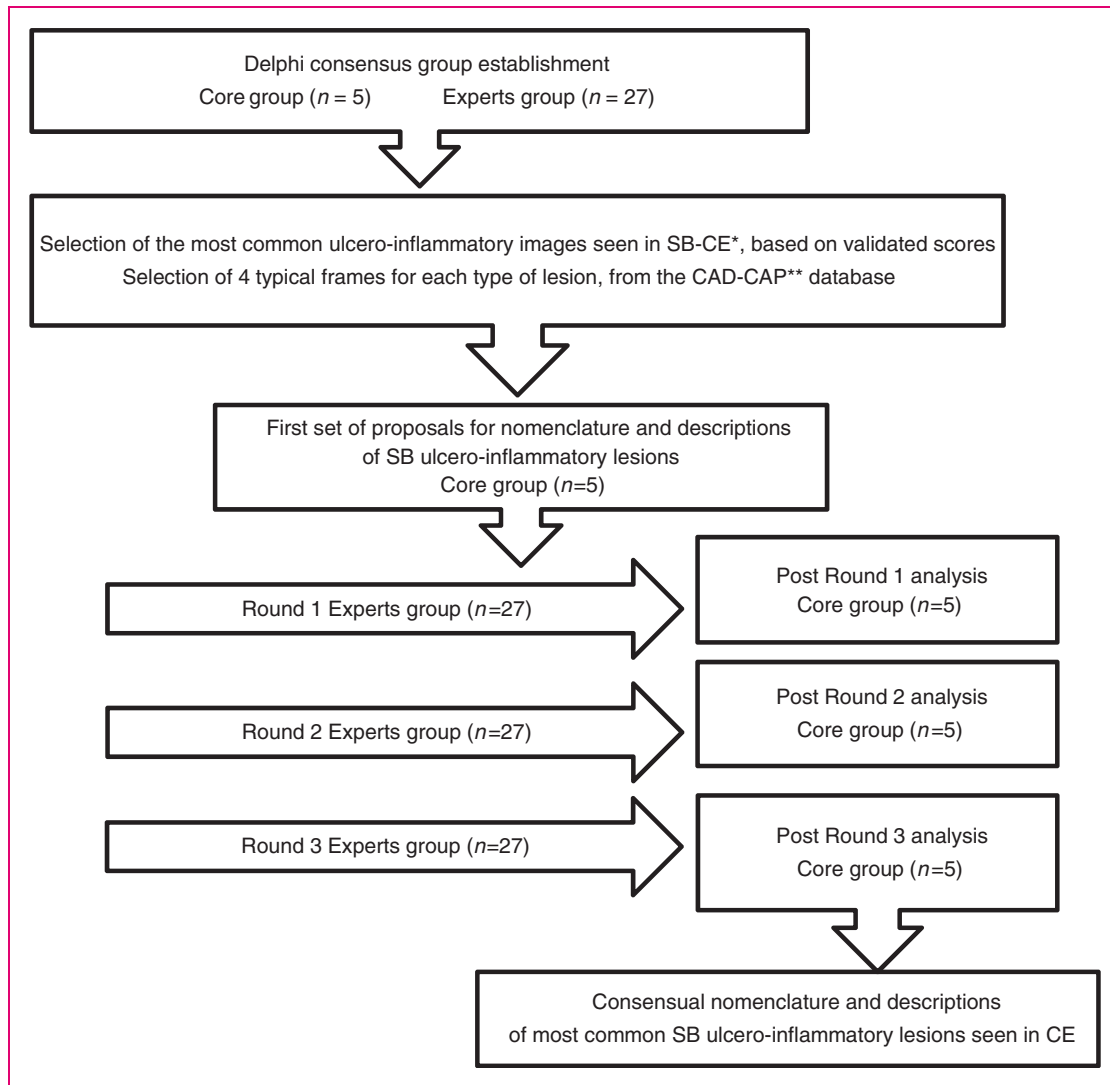 Delphi consensus group establishment
Core group (n = 5) Experts group (n = 27)
Selection of the most common ulcero-inflammatory images seen in SB-CE*, based on validated scores
Selection of 4 typical frames for each type of lesion, from the CAD-CAP** database
First set of proposals for nomenclature and descriptions
of SB ulcero-inflammatory lesions
Core group (n=5)
Round 1 Experts group (n=27)
Post Round 1 analysis
Core group (n=5)
Round 2 Experts group (n=27)
Post Round 2 analysis
Core group (n=5)
Round 3 Experts group (n=27)
Post Round 3 analysis
Core group (n=5)
Consensual nomenclature and descriptions
of most common SB ulcero-inflammatory lesions seen in CE